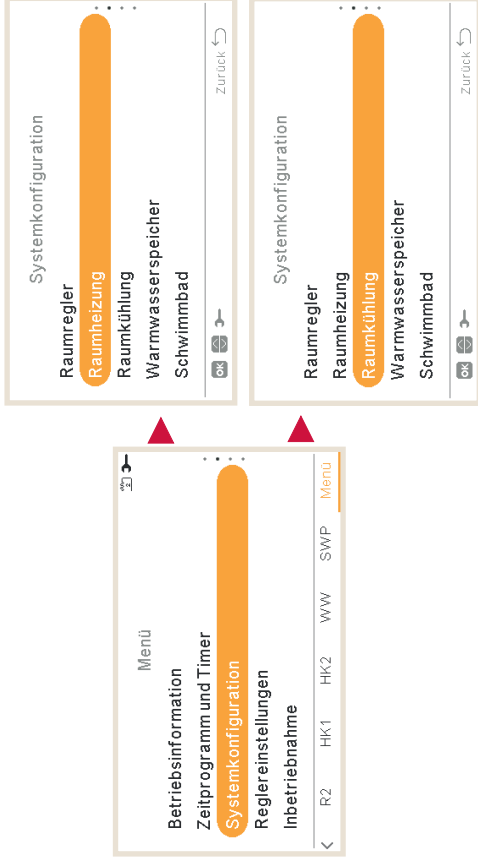 Menü
Betriebsinformation
Zeitprogramm und Timer
Systemkonfiguration
Reglereinstellungen
Inbetriebnahme
< R2 HK1 HK2 WW SWP Menü
Systemkonfiguration
Raumregler
Raumheizung
Raumkühlung
Warmwasserspeicher
Schwimmbad
OK Zurück
Systemkonfiguration
Raumregler
Raumheizung
Raumkühlung
Warmwasserspeicher
Schwimmbad
OK Zurück